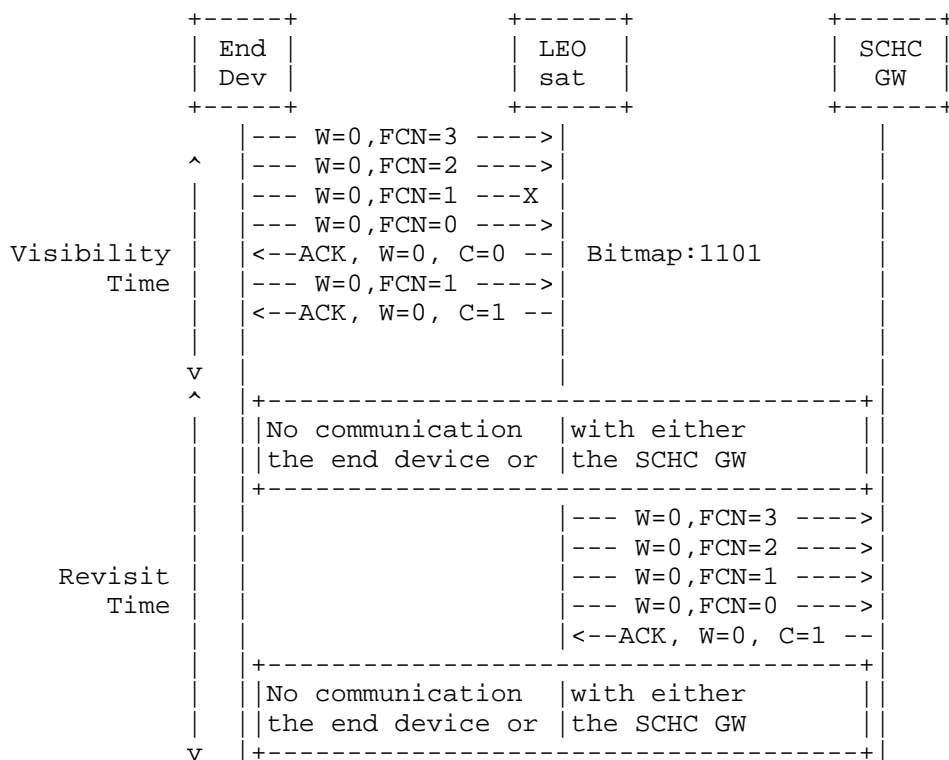 +-----+             +------+            +------+
| End |             | LEO  |            | SCHC |
| Dev |             | sat  |            |  GW  |
+-----+             +------+            +------+
|--- W=0,FCN=3 ---->|                   |
^  |--- W=0,FCN=2 ---->|                   |
|  |--- W=0,FCN=1 ---X |                   |
|  |--- W=0,FCN=0 ---->|                   |
Visibility |  |<--ACK, W=0, C=0 --| Bitmap:1101       |
Time |  |--- W=0,FCN=1 ---->|                   |
|  |<--ACK, W=0, C=1 --|                   |
|  |                   |                   |
v  |                   |                   |
^  |+-------------------------------------+|
|  ||No communication  |with either       ||
|  ||the end device or |the SCHC GW       ||
|  |+-------------------------------------+|
|  |                   |--- W=0,FCN=3 ---->|
|  |                   |--- W=0,FCN=2 ---->|
Revisit |  |                   |--- W=0,FCN=1 ---->|
Time |  |                   |--- W=0,FCN=0 ---->|
|  |                   |<--ACK, W=0, C=1 --|
|  |+-------------------------------------+|
|  ||No communication  |with either       ||
|  ||the end device or |the SCHC GW       ||
v  |+-------------------------------------+|